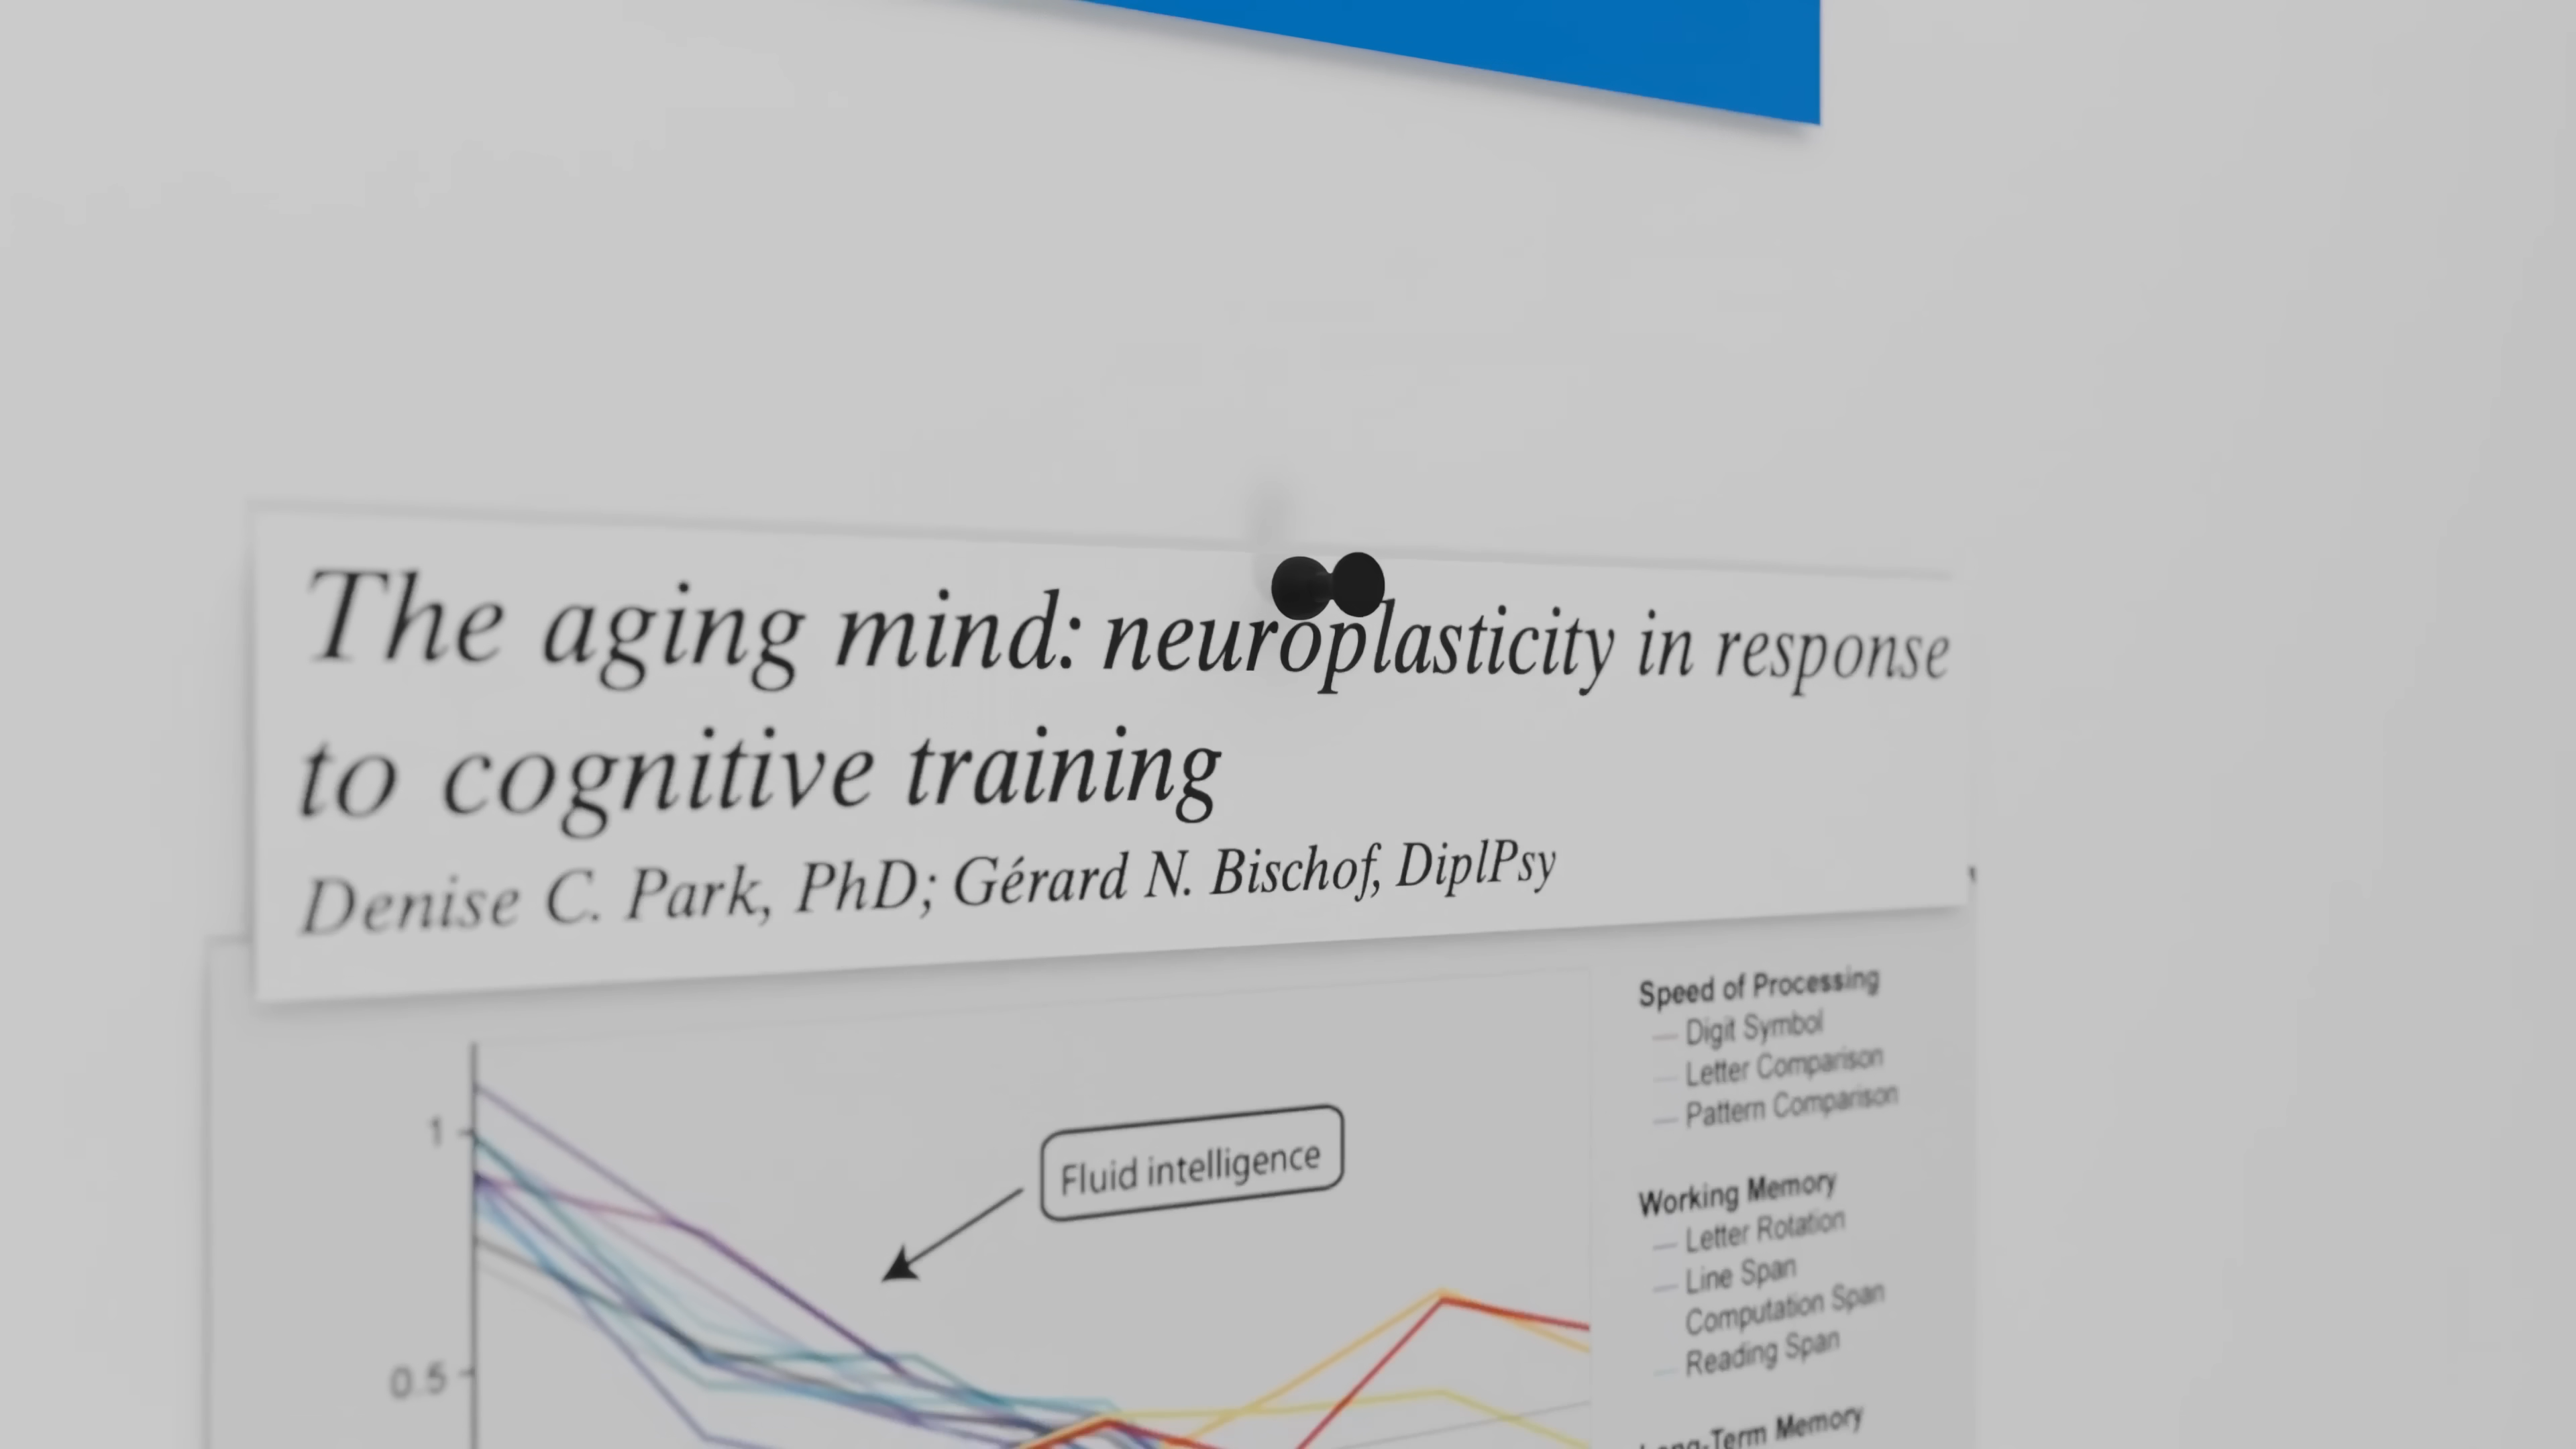 The aging mind: neuroplasticity in response
to cognitive training
Denise C. Park, PhD; Gérard N. Bischof, DiplPsy
Speed of Processing
Digit Symbol
Letter Comparison
Pattern Comparison
1
Fluid intelligence
Working Memory
Letter Rotation
Line Span
Computation Span
Reading Span
0.5
Long-Term Memory